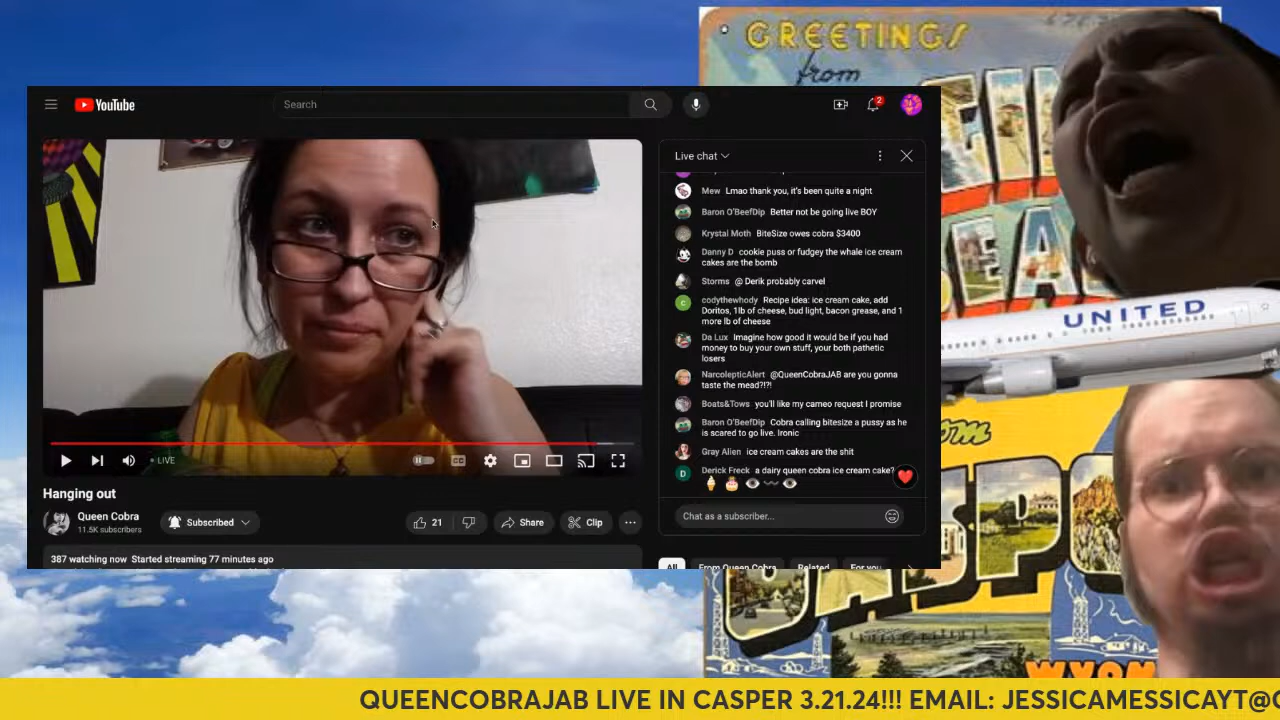 GREETINGS
from
YouTube
Search
2
Live chat
Mew Lmao thank you, it's been quite a night
Baron O'BeefDip Better not be going live BOY
Krystal Moth BiteSize owes cobra $3400
Danny D cookie puss or fudgey the whale ice cream
cakes are the bomb
Storms @ Derik probably carvel
codythewhody Recipe idea: ice cream cake, add
Doritos, 1lb of cheese, bud light, bacon grease, and 1
more lb of cheese
Da Lux Imagine how good it would be if you had
money to buy your own stuff, your both pathetic
losers
NarcolepticAlert @QueenCobraJAB are you gonna
taste the mead?!?!
Boats&Tows you'll like my cameo request I promise
Baron O'BeefDip Cobra calling bitesize a pussy as he
is scared to go live. Ironic
Gray Alien ice cream cakes are the shit
Derick Freck a dairy queen cobra ice cream cake?
Chat as a subscriber...
LIVE
Hanging out
Queen Cobra
11.5K subscribers
Subscribed
21
Share
Clip
387 watching now Started streaming 77 minutes ago
All
From Queen Cobra
Related
For you
UNITED
QUEENCOBRAJAB LIVE IN CASPER 3.21.24!!! EMAIL: JESSICAMESSICAYT@